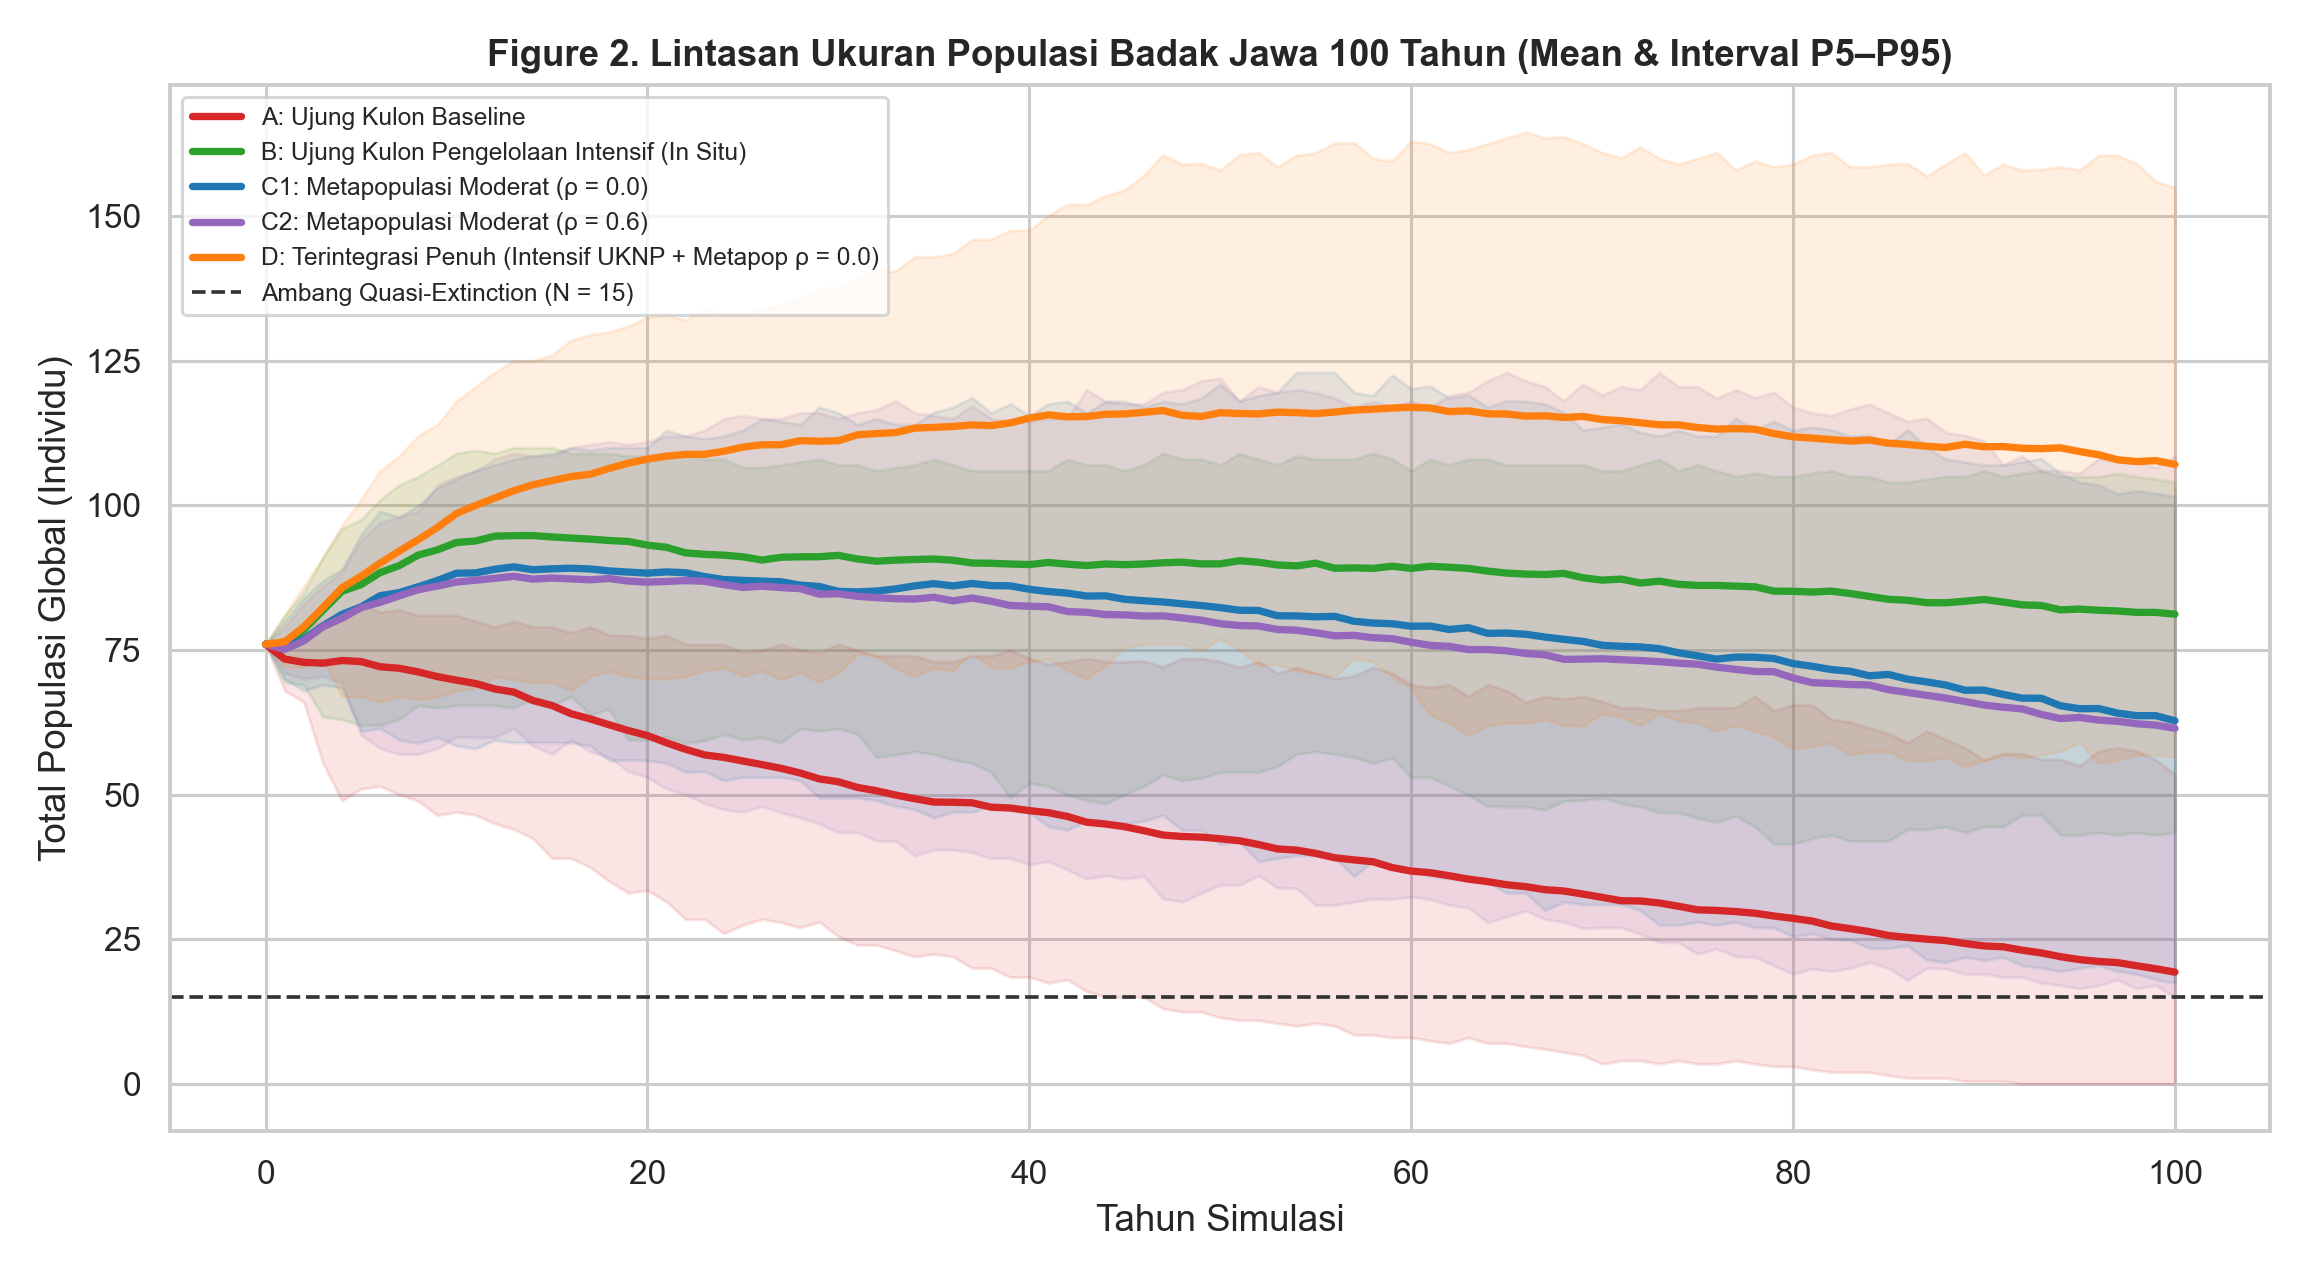 Figure 2. Lintasan Ukuran Populasi Badak Jawa 100 Tahun (Mean & Interval P5–P95)
A: Ujung Kulon Baseline
B: Ujung Kulon Pengelolaan Intensif (In Situ)
C1: Metapopulasi Moderat (ρ = 0.0)
C2: Metapopulasi Moderat (ρ = 0.6)
D: Terintegrasi Penuh (Intensif UKNP + Metapop ρ = 0.0)
Ambang Quasi-Extinction (N = 15)
Total Populasi Global (Individu)
150
125
100
75
50
25
0
0 20 40 60 80 100
Tahun Simulasi